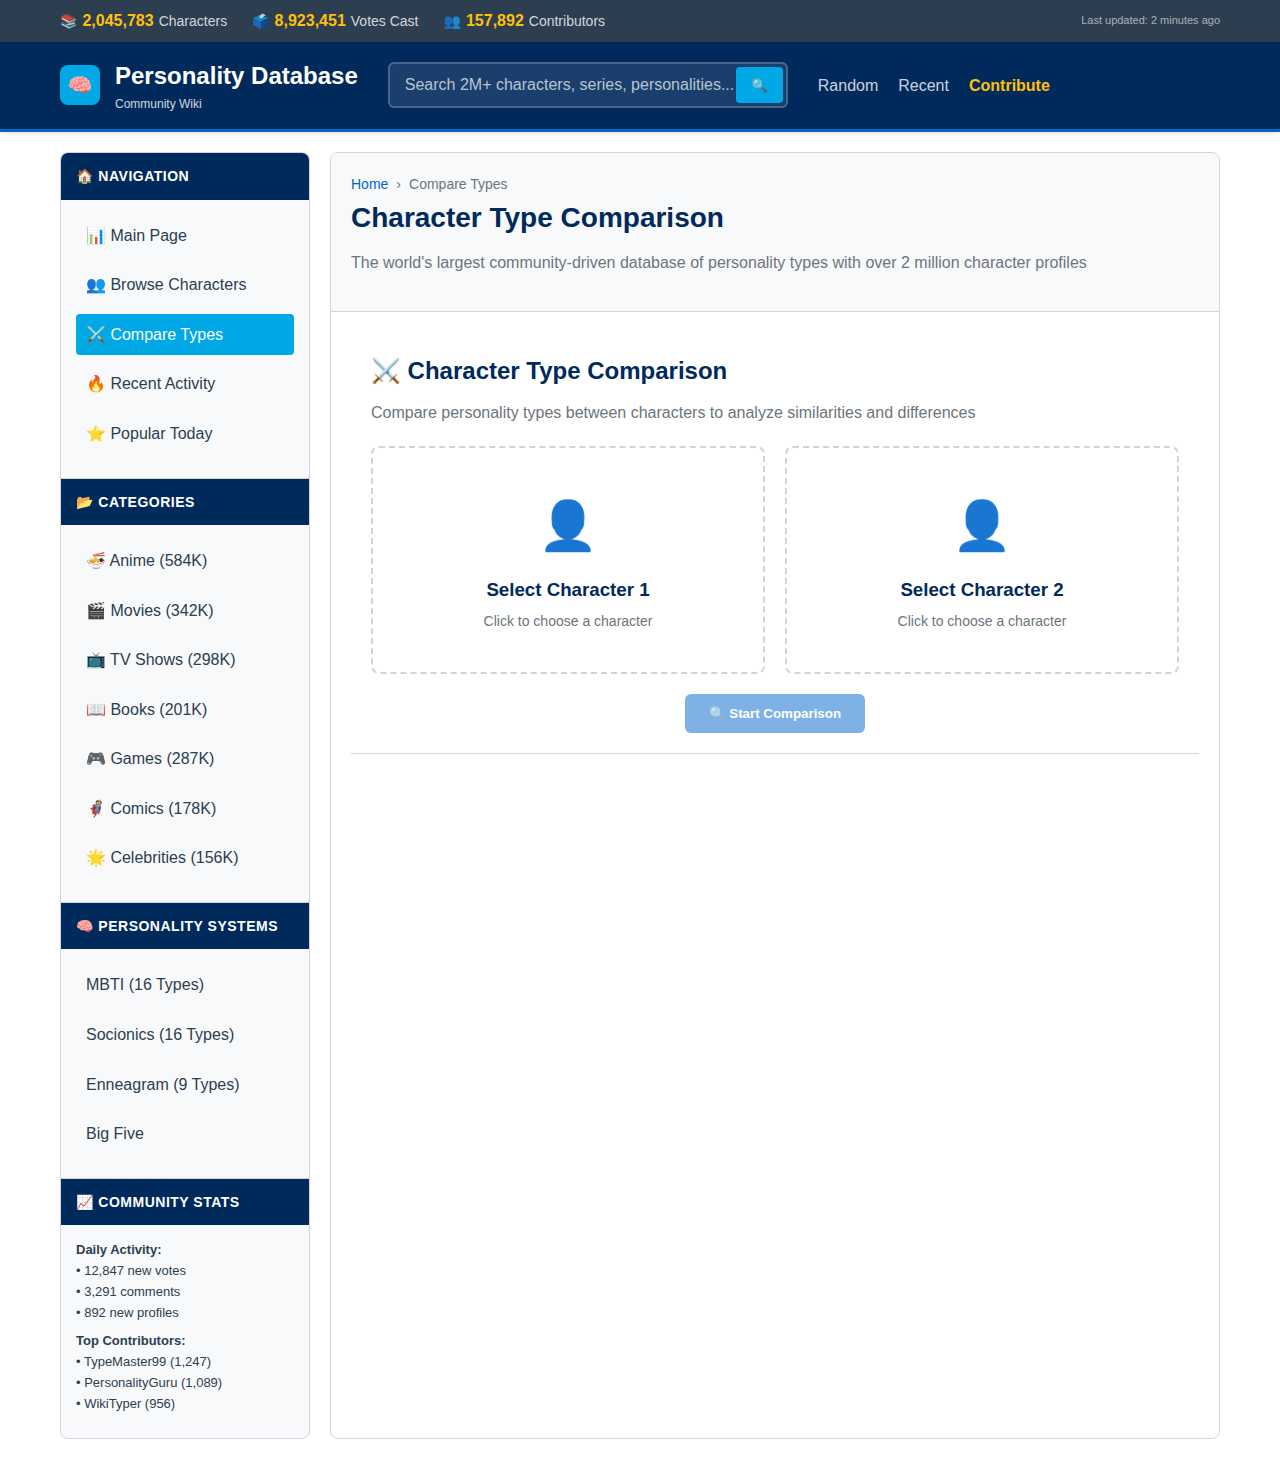 📚 2,045,783 Characters 🗳️ 8,923,451 Votes Cast 👥 157,892 Contributors Last updated: 2 minutes ago
🧠 Personality Database
Community Wiki
Search 2M+ characters, series, personalities... 🔍
Random Recent Contribute
🏠 NAVIGATION
📊 Main Page
👥 Browse Characters
⚔️ Compare Types
🔥 Recent Activity
⭐ Popular Today
📂 CATEGORIES
🍜 Anime (584K)
🎬 Movies (342K)
📺 TV Shows (298K)
📖 Books (201K)
🎮 Games (287K)
🦸 Comics (178K)
🌟 Celebrities (156K)
🧠 PERSONALITY SYSTEMS
MBTI (16 Types)
Socionics (16 Types)
Enneagram (9 Types)
Big Five
📈 COMMUNITY STATS
Daily Activity:
• 12,847 new votes
• 3,291 comments
• 892 new profiles
Top Contributors:
• TypeMaster99 (1,247)
• PersonalityGuru (1,089)
• WikiTyper (956)
Home › Compare Types
Character Type Comparison
The world's largest community-driven database of personality types with over 2 million character profiles
⚔️ Character Type Comparison
Compare personality types between characters to analyze similarities and differences
Select Character 1
Click to choose a character
Select Character 2
Click to choose a character
🔍 Start Comparison